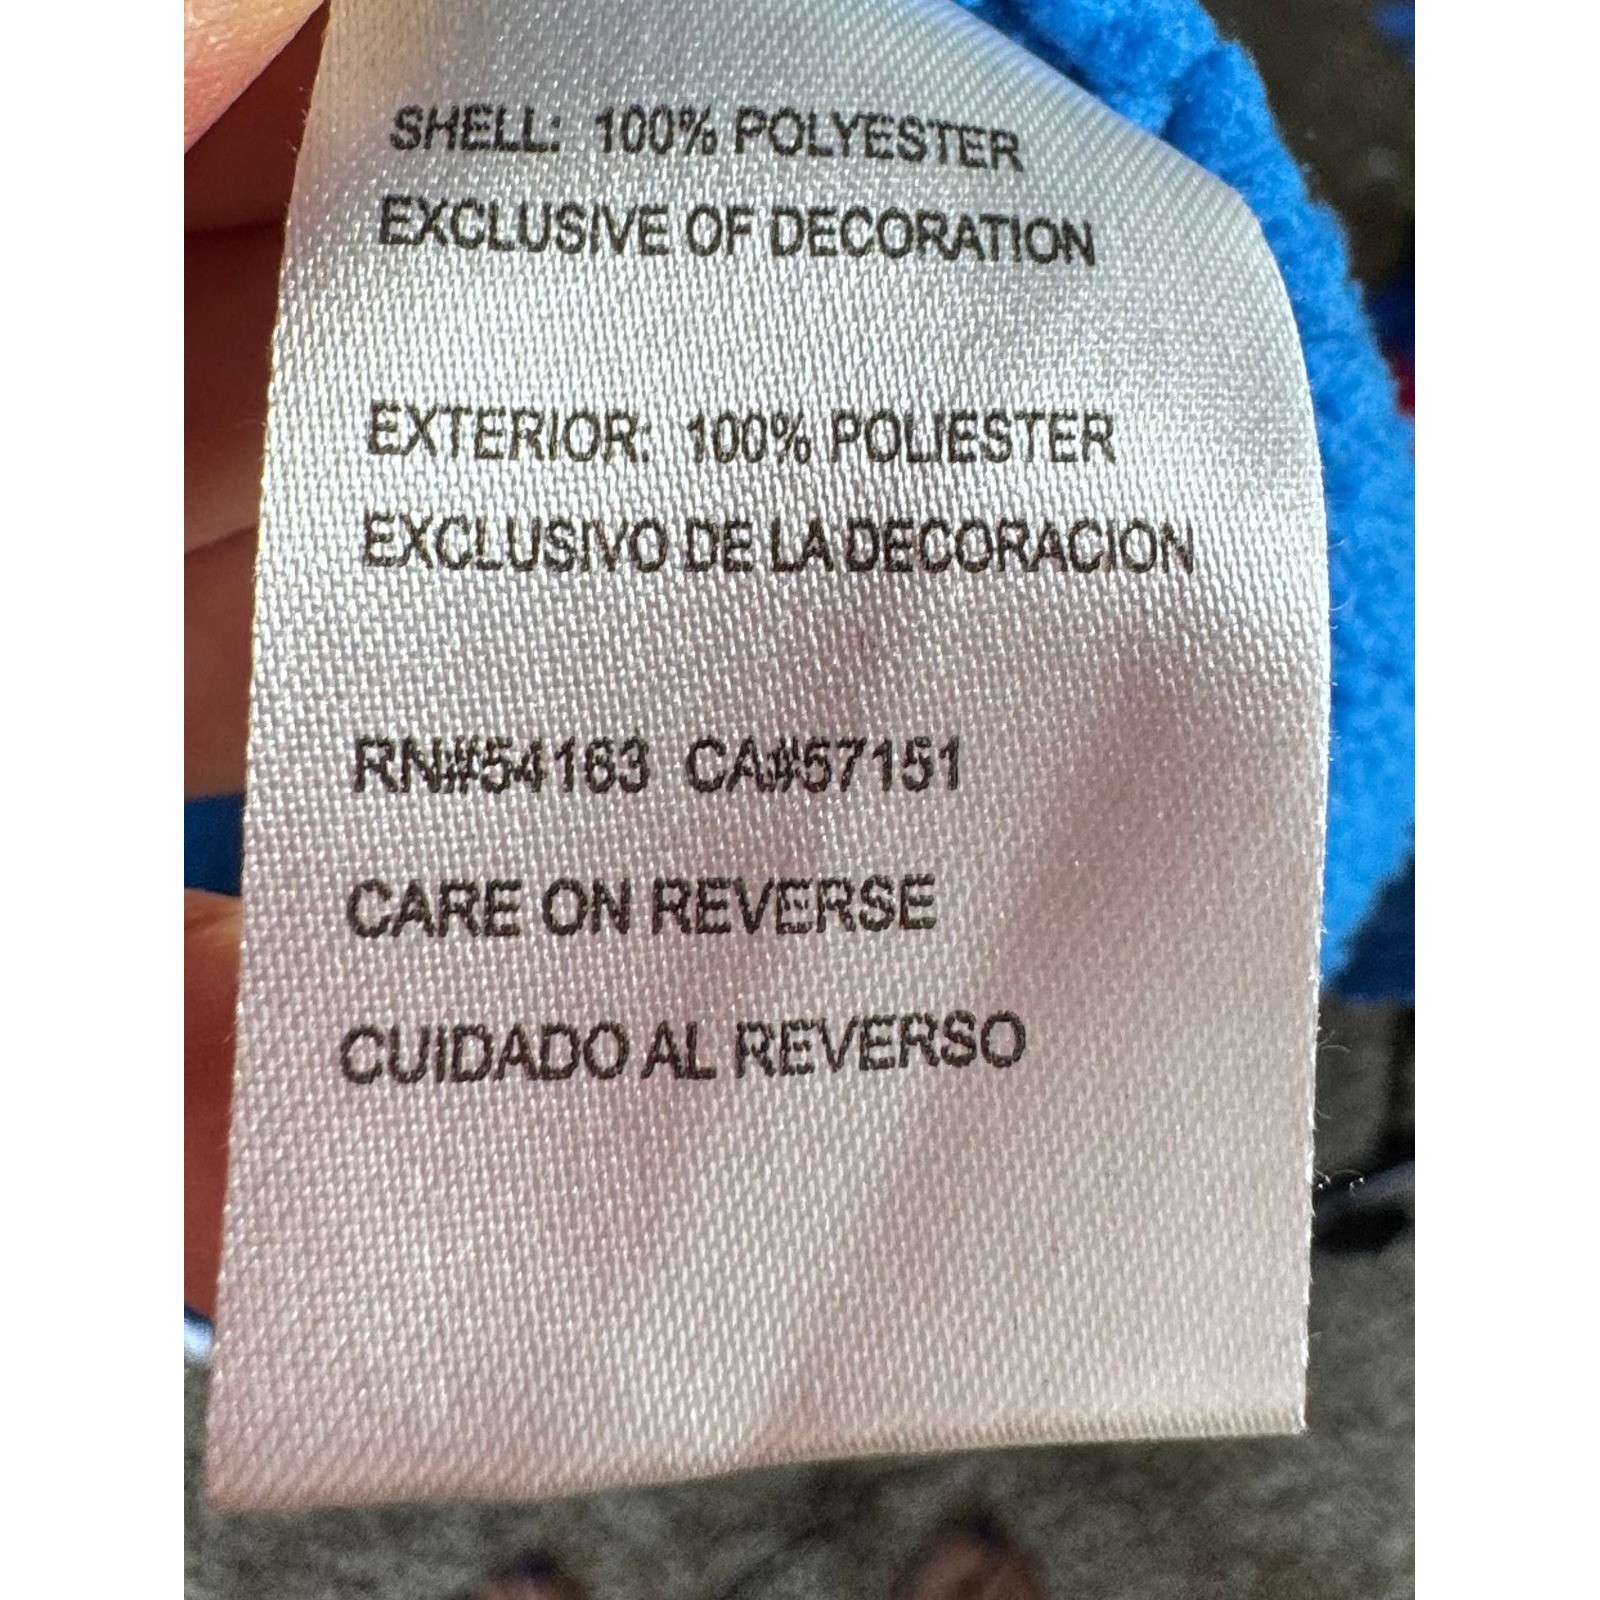 SHELL: 100% POLYESTER
EXCLUSIVE OF DECORATION
EXTERIOR: 100% POLIESTER
EXCLUSIVO DE LA DECORACION
RN#54163 CA#57151
CARE ON REVERSE
CUIDADO AL REVERSO